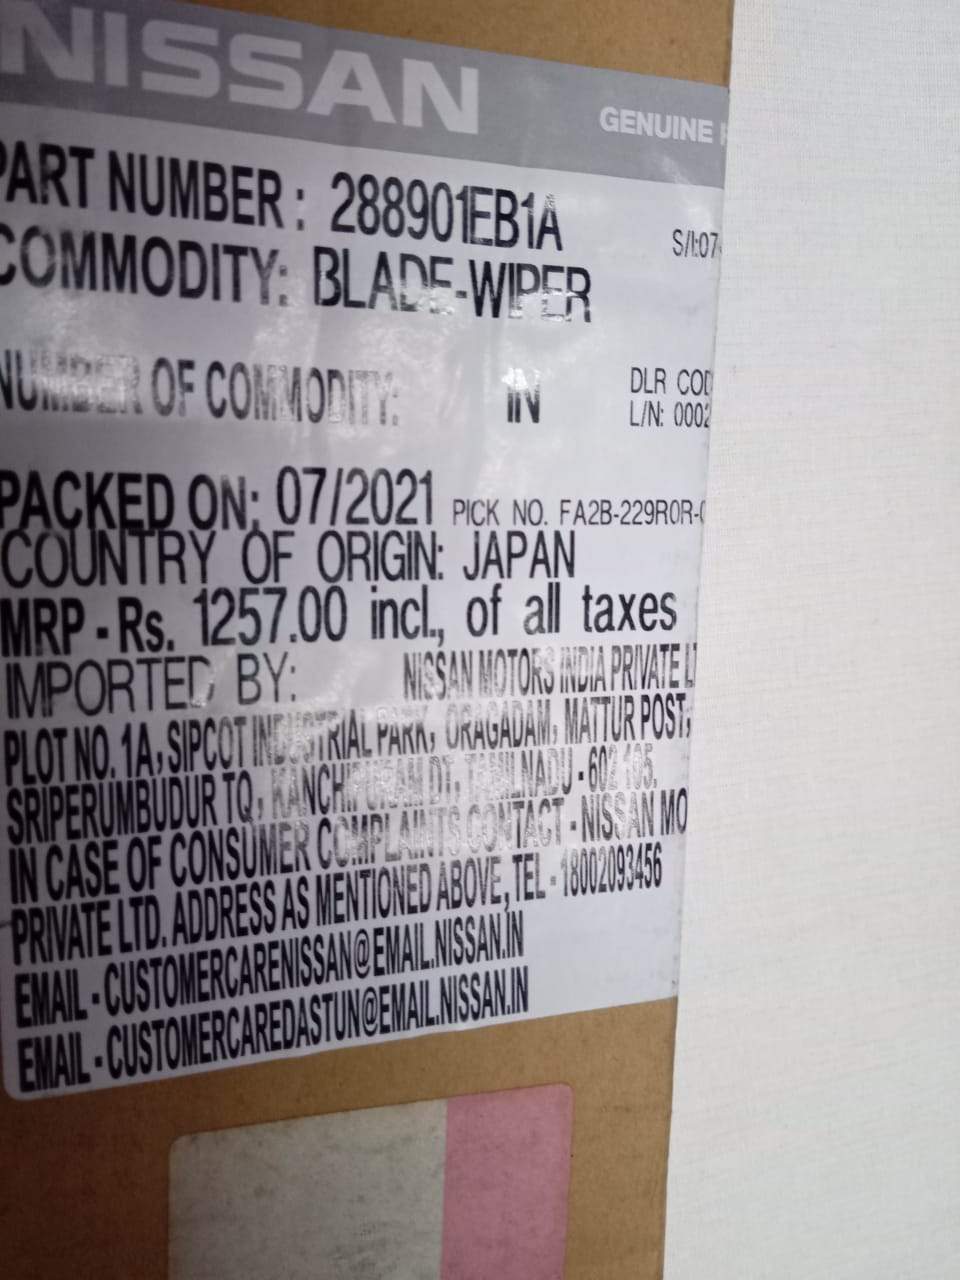 NISSAN
GENUINE
PART NUMBER : 288901EB1A
S/I:07
COMMODITY: BLADE-WIPER
NUMBER OF COMMODITY: IN
DLR COD
L/N: 0002
PACKED ON: 07/2021 PICK NO. FA2B-229R0R-
COUNTRY OF ORIGIN: JAPAN
MRP - Rs. 1257.00 incl., of all taxes
IMPORTED BY: NISSAN MOTORS INDIA PRIVATE L
PLOT NO. 1A, SIPCOT INDUSTRIAL PARK, ORAGADAM, MATTUR POST,
SRIPERUMBUDUR TQ, KANCHIPURAM DT, TAMILNADU - 602 105.
IN CASE OF CONSUMER COMPLAINTS CONTACT - NISSAN MO
PRIVATE LTD. ADDRESS AS MENTIONED ABOVE, TEL - 18002093456
EMAIL - CUSTOMERCARENISSAN@EMAIL.NISSAN.IN
EMAIL - CUSTOMERCAREDASTUN@EMAIL.NISSAN.IN